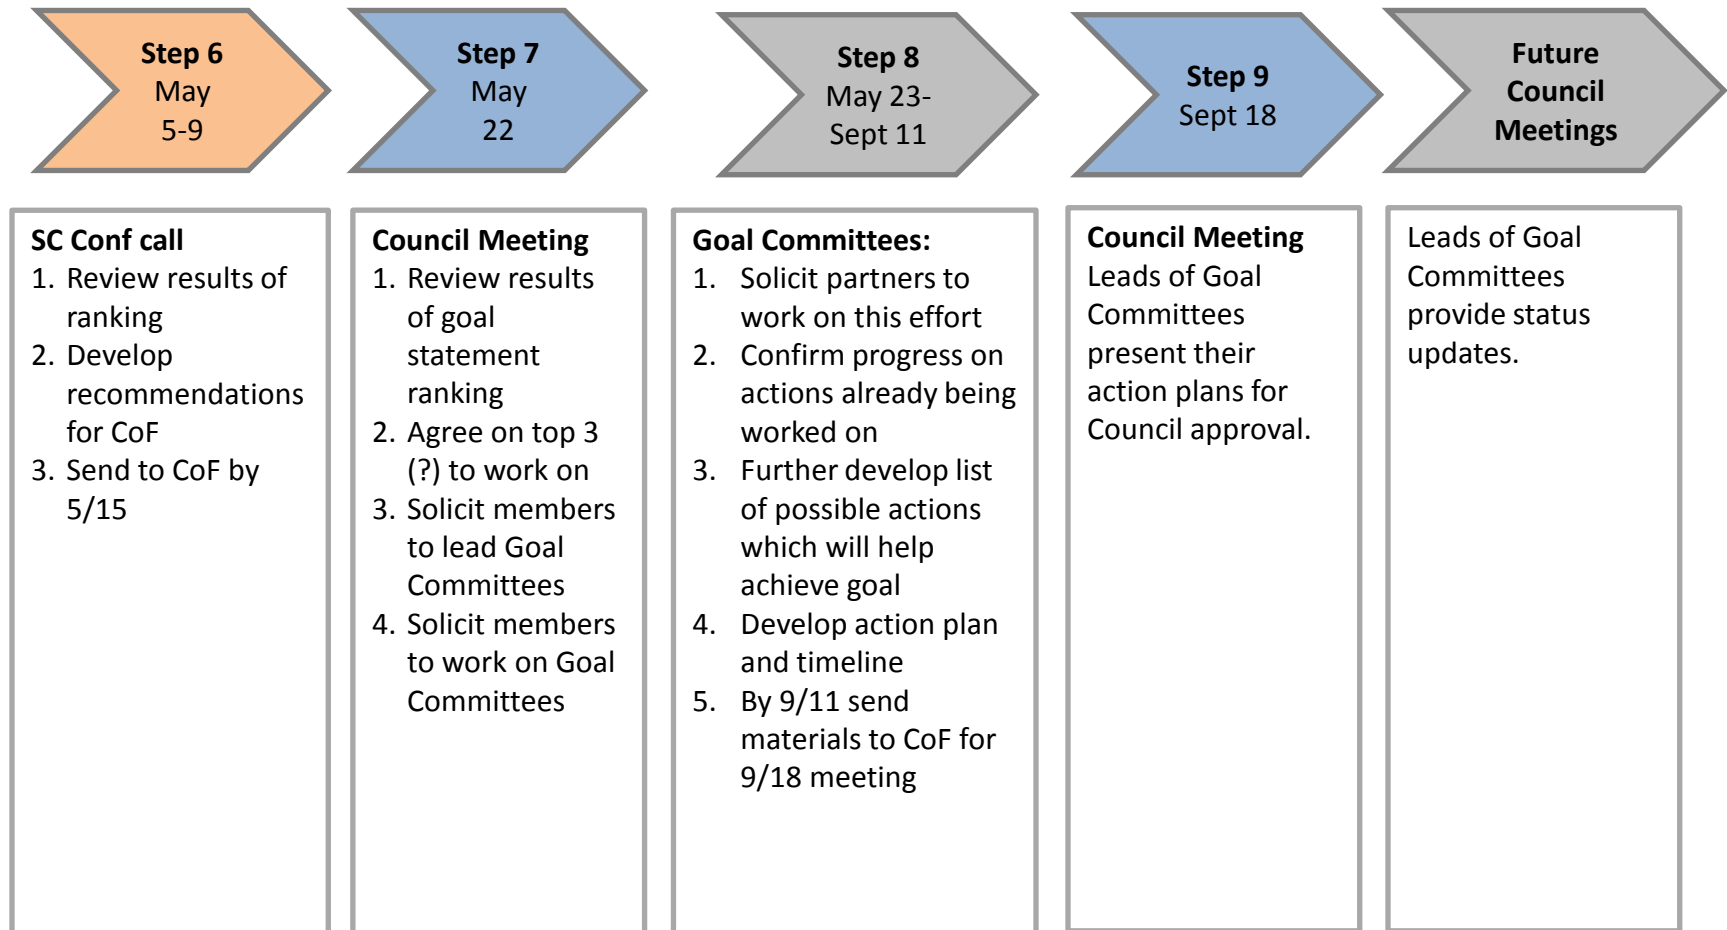 Step 6
May
5-9
Step 7
May
22
Step 8
May 23-
Sept 11
Step 9
Sept 18
Future
Council
Meetings
SC Conf call
1. Review results of
ranking
2. Develop
recommendations
for CoF
3. Send to CoF by
5/15
Council Meeting
1. Review results
of goal
statement
ranking
2. Agree on top 3
(?) to work on
3. Solicit members
to lead Goal
Committees
4. Solicit members
to work on Goal
Committees
Goal Committees:
1. Solicit partners to
work on this effort
2. Confirm progress on
actions already being
worked on
3. Further develop list
of possible actions
which will help
achieve goal
4. Develop action plan
and timeline
5. By 9/11 send
materials to CoF for
9/18 meeting
Council Meeting
Leads of Goal
Committees
present their
action plans for
Council approval.
Leads of Goal
Committees
provide status
updates.